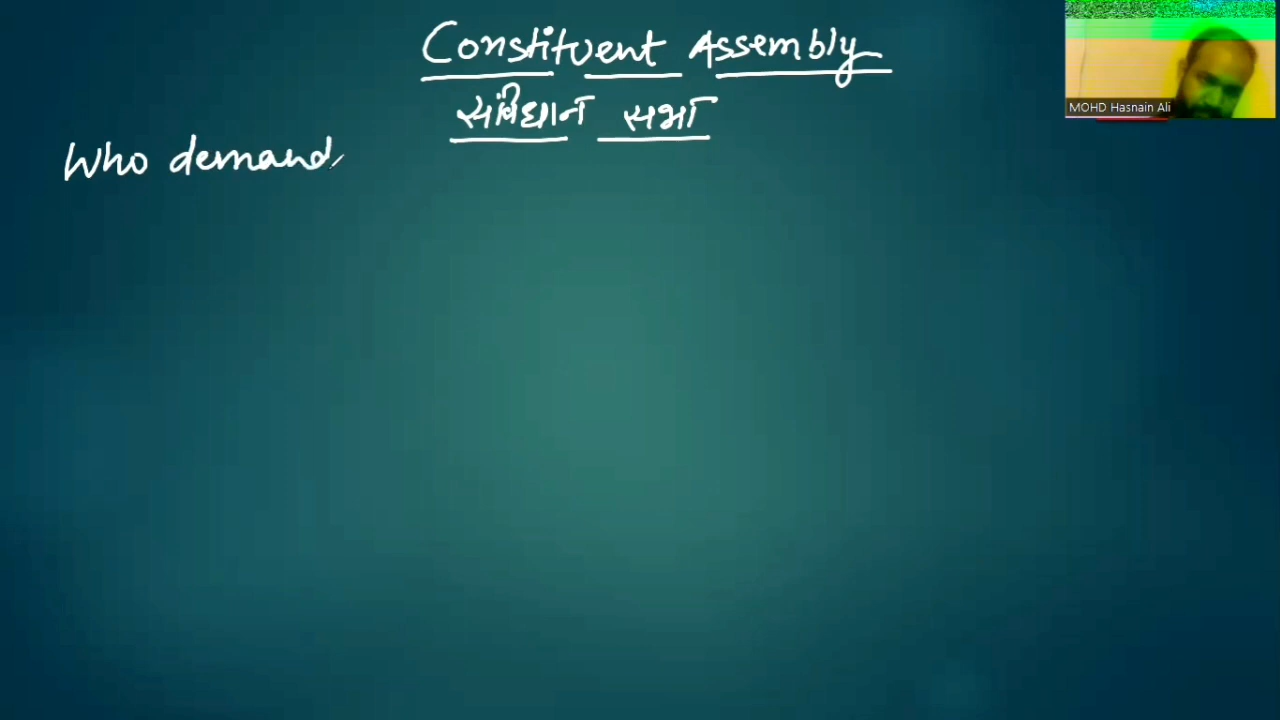 Constituent Assembly
संविधान सभा
Who demand
MOHD Hasnain Ali